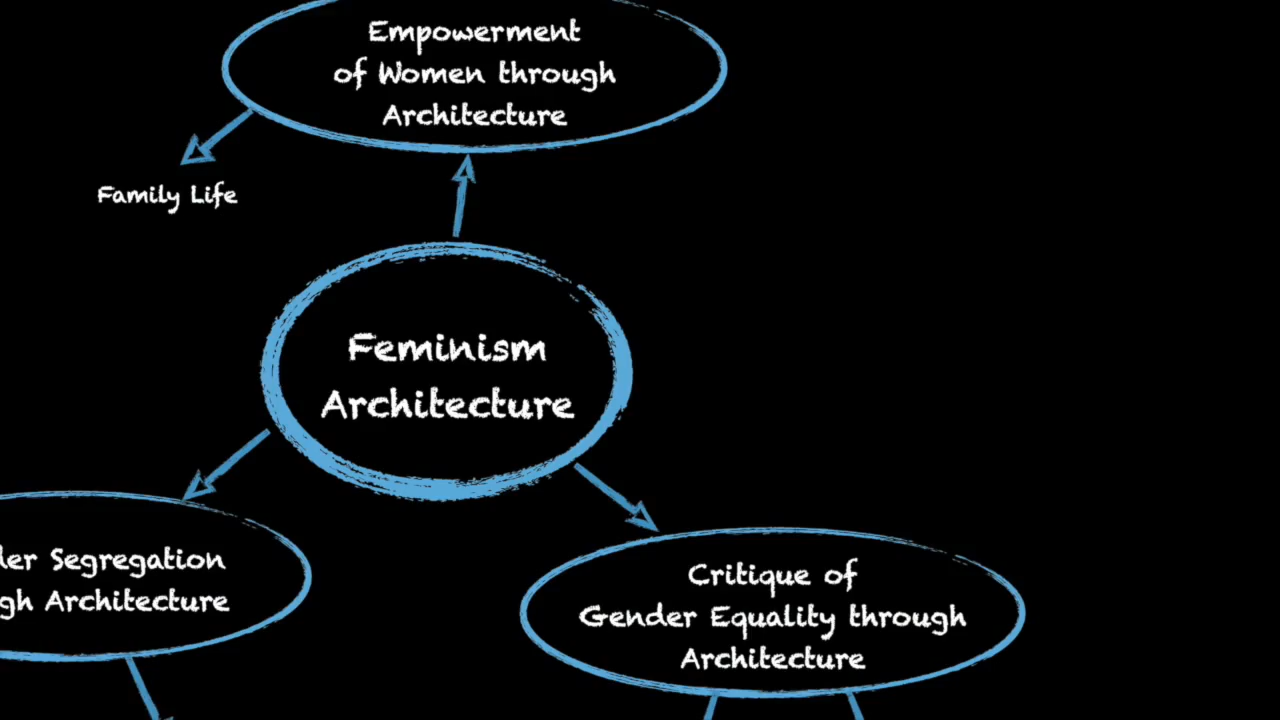 Empowerment
of Women through
Architecture
Family Life
Feminism
Architecture
Segregation
Architecture
Critique of
Gender Equality through
Architecture